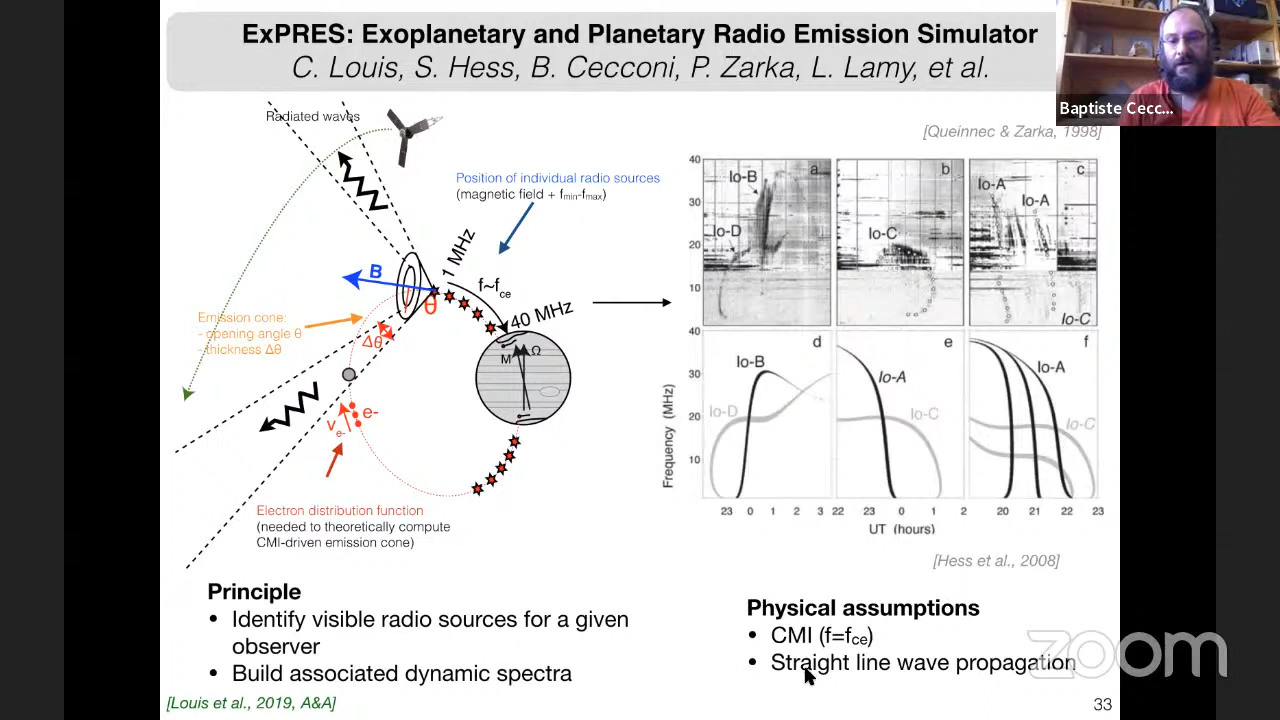 ExPRES: Exoplanetary and Planetary Radio Emission Simulator
C. Louis, S. Hess, B. Cecconi, P. Zarka, L. Lamy, et al.
Baptiste Cecc...
Radiated waves
[Queinnec & Zarka, 1998]
Position of individual radio sources
(magnetic field + fmin-fmax)
1 MHz
f~fce
40 MHz
B
θ
Emission cone:
- opening angle θ
- thickness Δθ
Δθ
M
Ω
e-
ve-
Electron distribution function
(needed to theoretically compute
CMI-driven emission cone)
40
30
20
10
a
Io-B
Io-D
b
Io-C
c
Io-A
Io-A
Io-C
40
30
20
10
Frequency (MHz)
d
Io-B
Io-D
e
Io-A
Io-C
f
Io-A
Io-C
23 0 1 2 3 22 23 0 1 2 20 21 22 23
UT (hours)
[Hess et al., 2008]
Principle
• Identify visible radio sources for a given
observer
• Build associated dynamic spectra
Physical assumptions
• CMI (f=fce)
• Straight line wave propagation
zoom
[Louis et al., 2019, A&A]
33